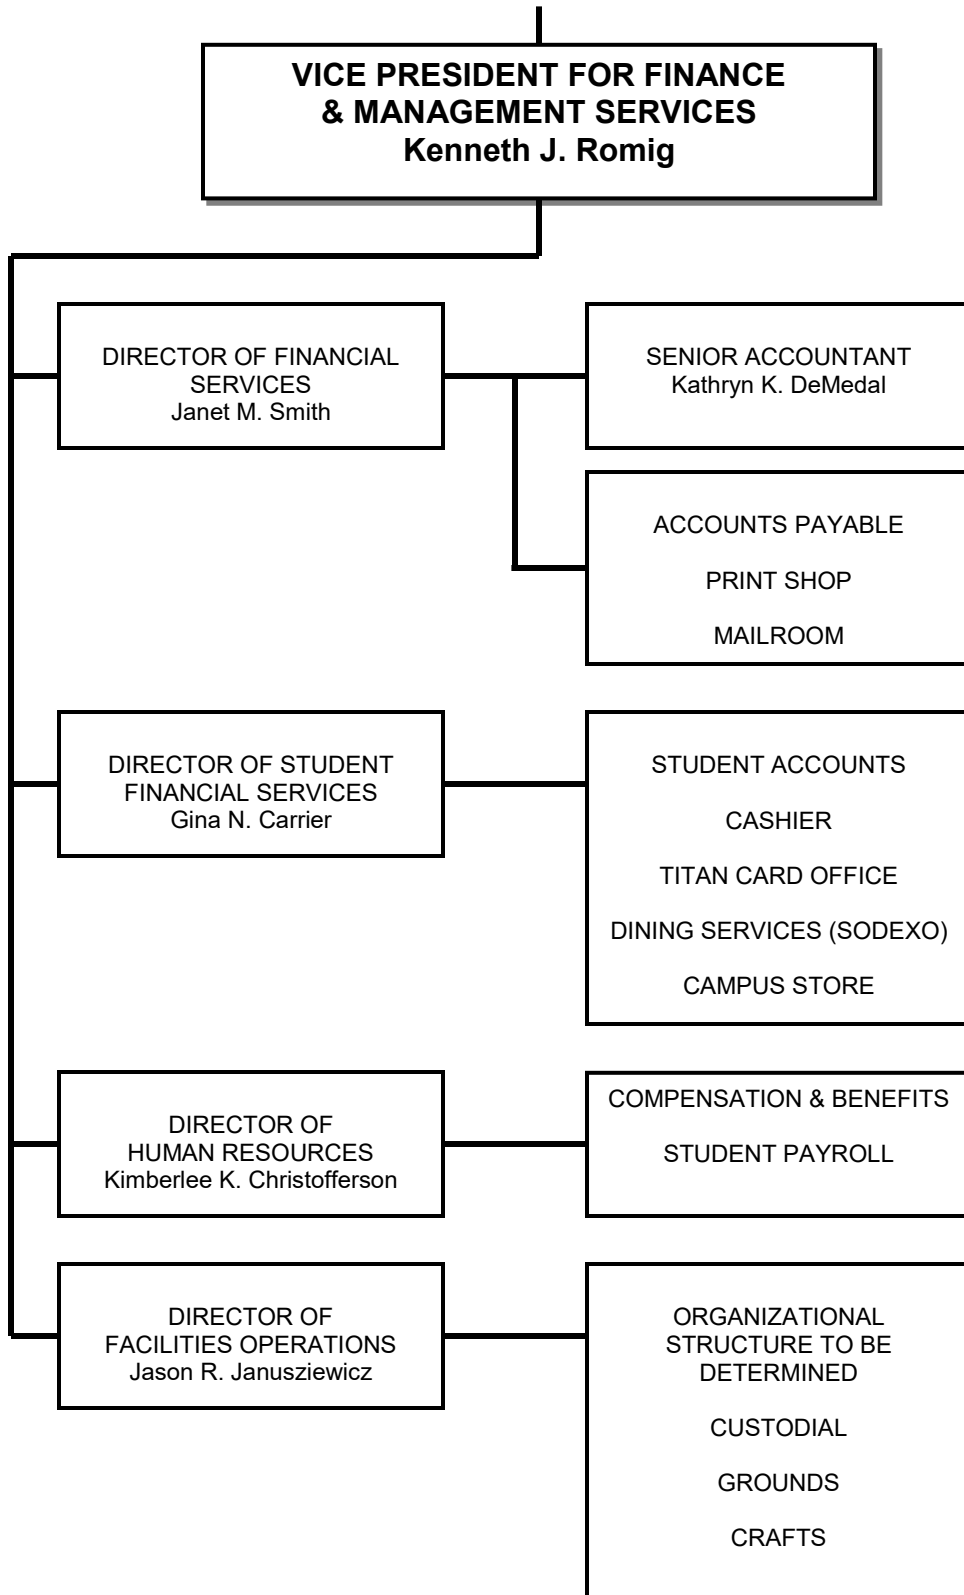 VICE PRESIDENT FOR FINANCE
& MANAGEMENT SERVICES
Kenneth J. Romig
DIRECTOR OF FINANCIAL
SERVICES
Janet M. Smith
SENIOR ACCOUNTANT
Kathryn K. DeMedal
ACCOUNTS PAYABLE
PRINT SHOP
MAILROOM
DIRECTOR OF STUDENT
FINANCIAL SERVICES
Gina N. Carrier
STUDENT ACCOUNTS
CASHIER
TITAN CARD OFFICE
DINING SERVICES (SODEXO)
CAMPUS STORE
DIRECTOR OF
HUMAN RESOURCES
Kimberlee K. Christofferson
COMPENSATION & BENEFITS
STUDENT PAYROLL
DIRECTOR OF
FACILITIES OPERATIONS
Jason R. Janusziewicz
ORGANIZATIONAL
STRUCTURE TO BE
DETERMINED
CUSTODIAL
GROUNDS
CRAFTS